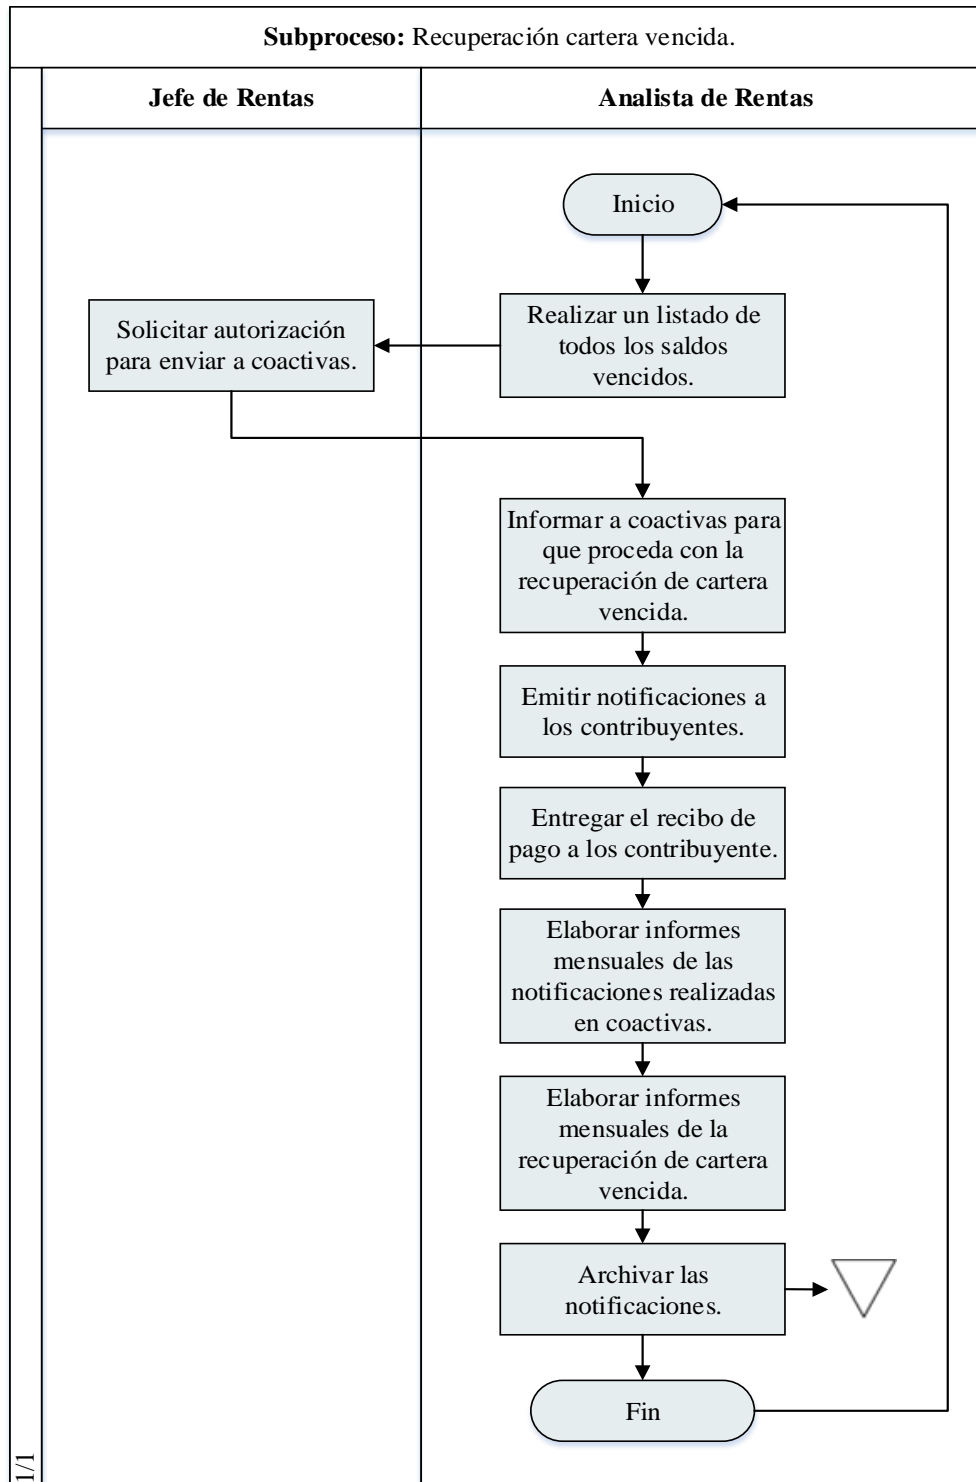 Subproceso: Recuperación cartera vencida.
Jefe de Rentas
Analista de Rentas
Inicio
Realizar un listado de
todos los saldos
vencidos.
Solicitar autorización
para enviar a coactivas.
Informar a coactivas para
que proceda con la
recuperación de cartera
vencida.
Emitir notificaciones a
los contribuyentes.
Entregar el recibo de
pago a los contribuyente.
Elaborar informes
mensuales de las
notificaciones realizadas
en coactivas.
Elaborar informes
mensuales de la
recuperación de cartera
vencida.
Archivar las
notificaciones.
Fin
1/1